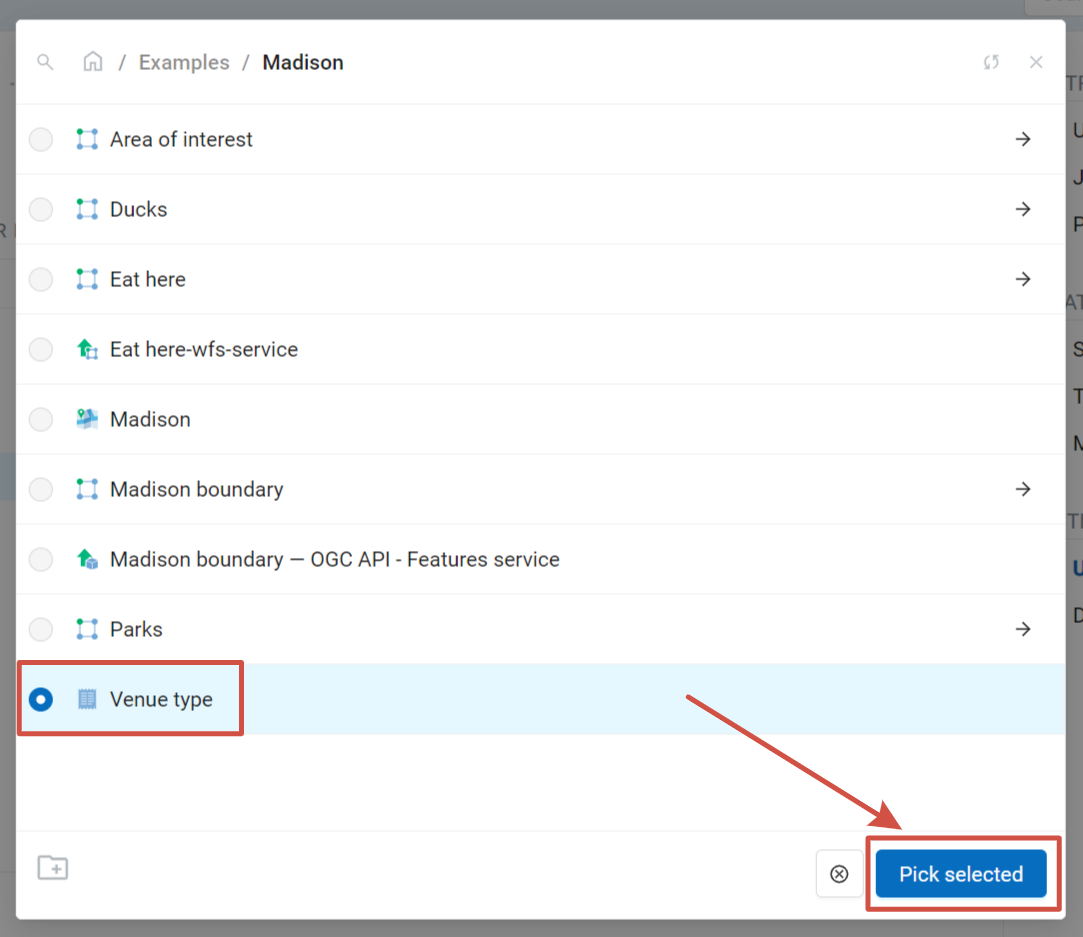 / Examples / Madison
Area of interest
Ducks
Eat here
Eat here-wfs-service
Madison
Madison boundary
Madison boundary — OGC API - Features service
Parks
Venue type
Pick selected